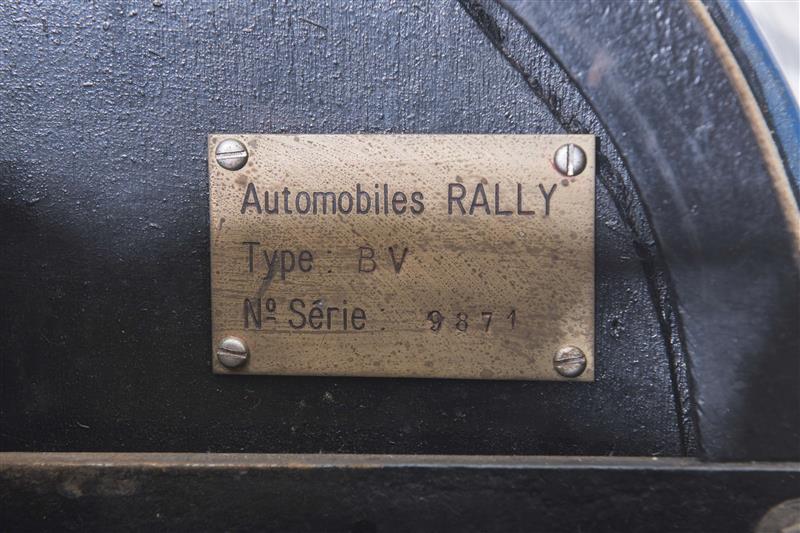 Automobiles RALLY
Type: BV
Nº Série: 9871